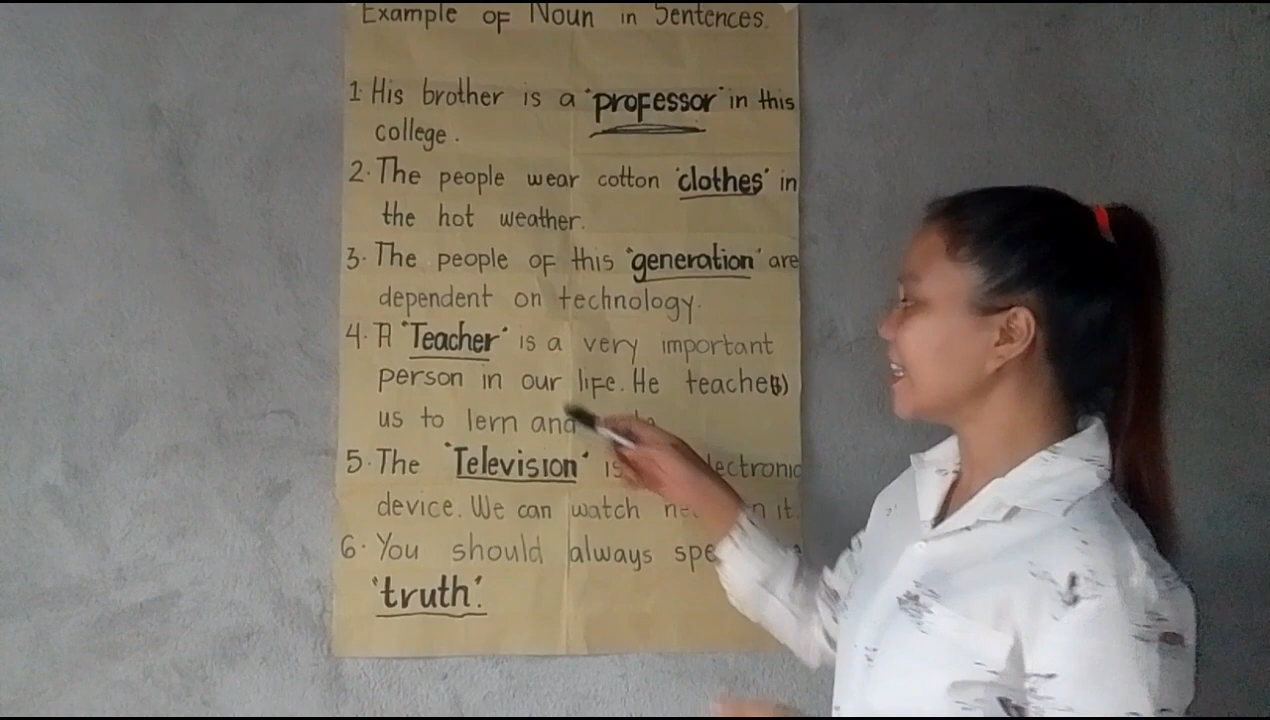 Example of Noun in Sentences.
1. His brother is a "professor" in this
college.
2. The people wear cotton 'clothes' in
the hot weather.
3. The people of this "generation" are
dependent on technology.
4. A "Teacher" is a very important
person in our life. He teache(s)
us to lern and
5. The "Television" is
device. We can watch it.
6. You should always
'truth'.